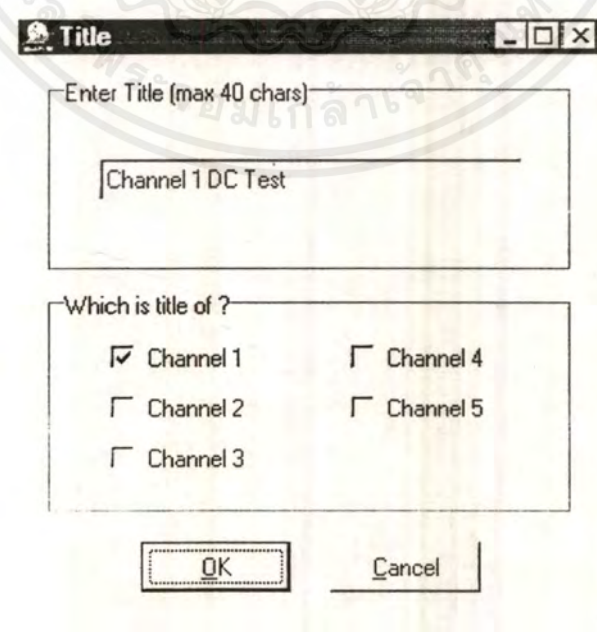 Title
Enter Title (max 40 chars)
Channel 1 DC Test
Which is title of ?
Channel 1
Channel 4
Channel 2
Channel 5
Channel 3
OK
Cancel